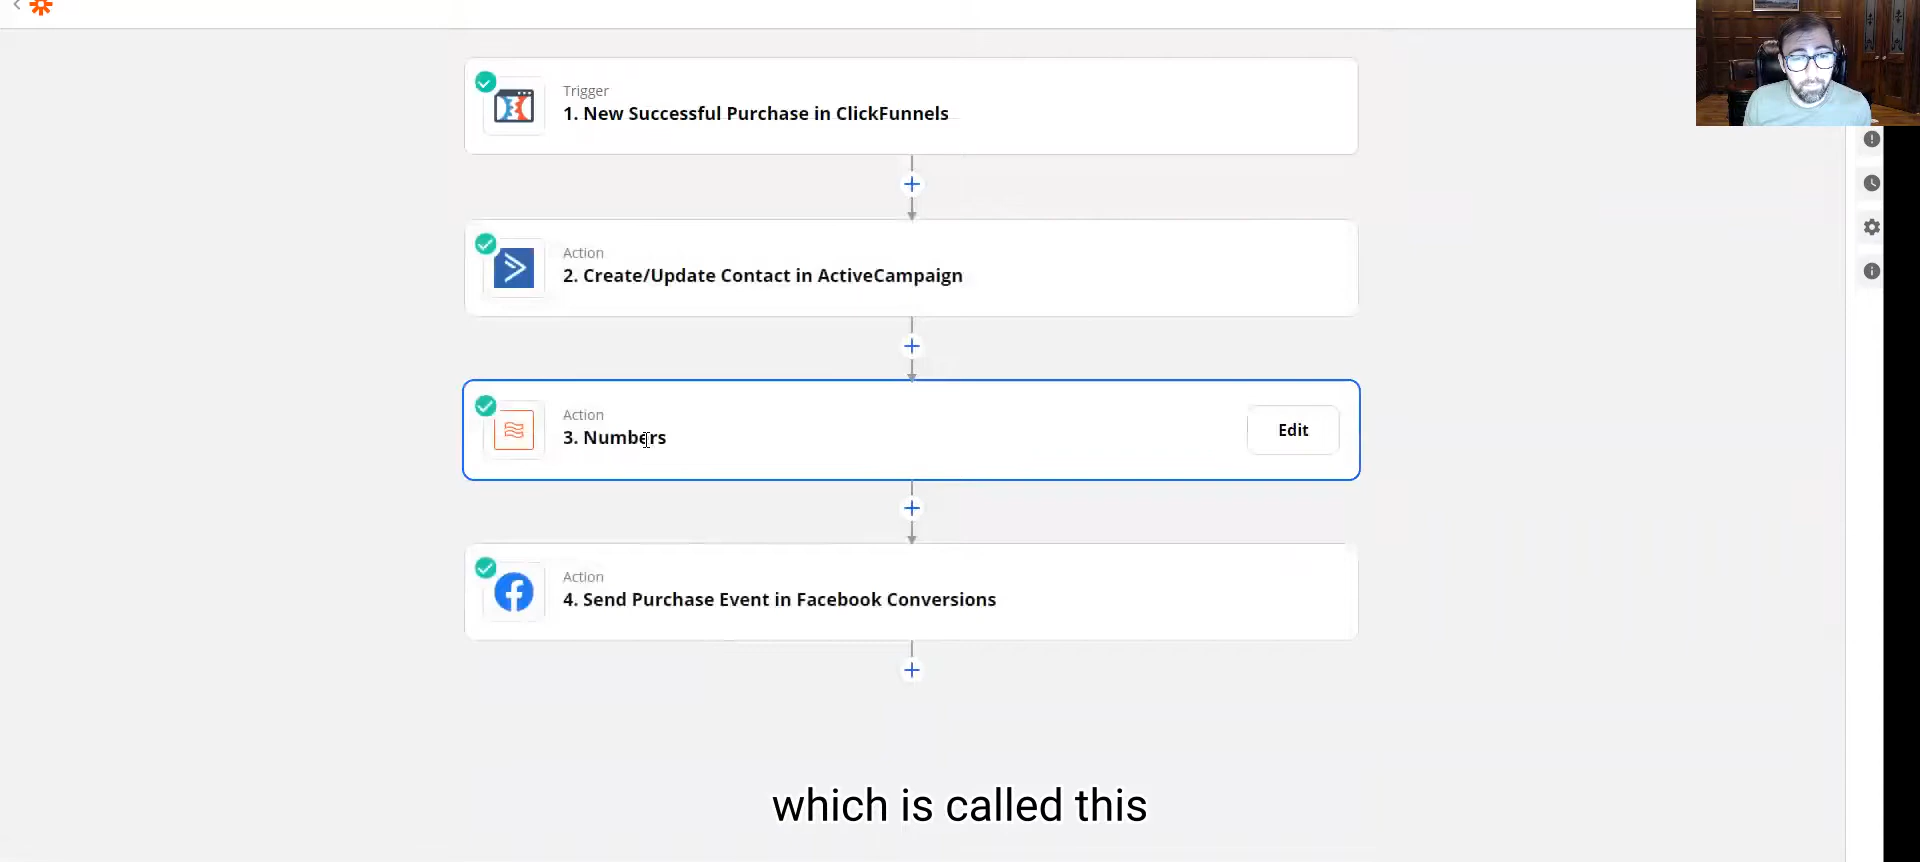 Trigger
1. New Successful Purchase in ClickFunnels
Action
2. Create/Update Contact in ActiveCampaign
Action
3. Numbers
Edit
Action
4. Send Purchase Event in Facebook Conversions
which is called this